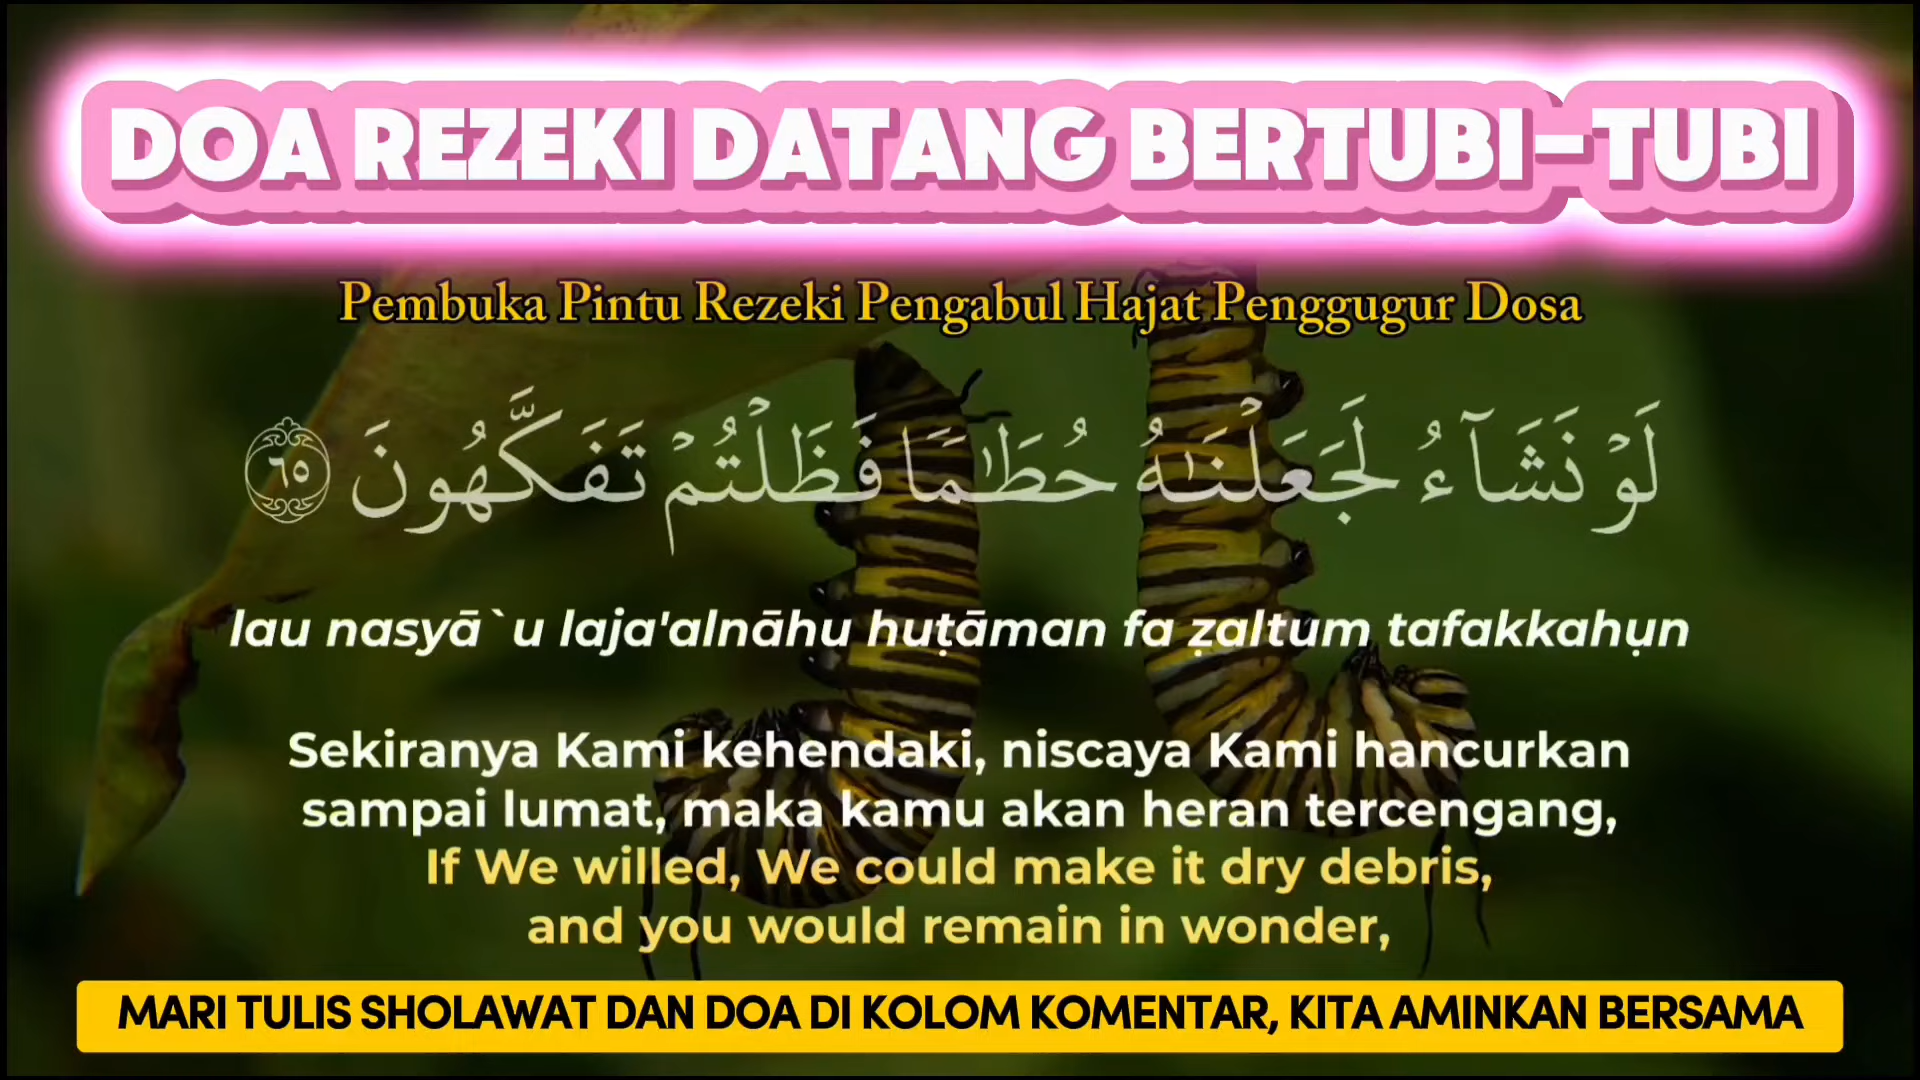 DOA REZEKI DATANG BERTUBI-TUBI
Pembuka Pintu Rezeki Pengabul Hajat Penggugur Dosa
لَوْ نَشَاۤءُ لَجَعَلْنٰهُ حُطَامًا فَظَلْتُمْ تَفَكَّهُونَ ٦٥
lau nasyā`u laja'alnāhu huṭāman fa ẓaltum tafakkahụn
Sekiranya Kami kehendaki, niscaya Kami hancurkan
sampai lumat, maka kamu akan heran tercengang,
If We willed, We could make it dry debris,
and you would remain in wonder,
MARI TULIS SHOLAWAT DAN DOA DI KOLOM KOMENTAR, KITA AMINKAN BERSAMA